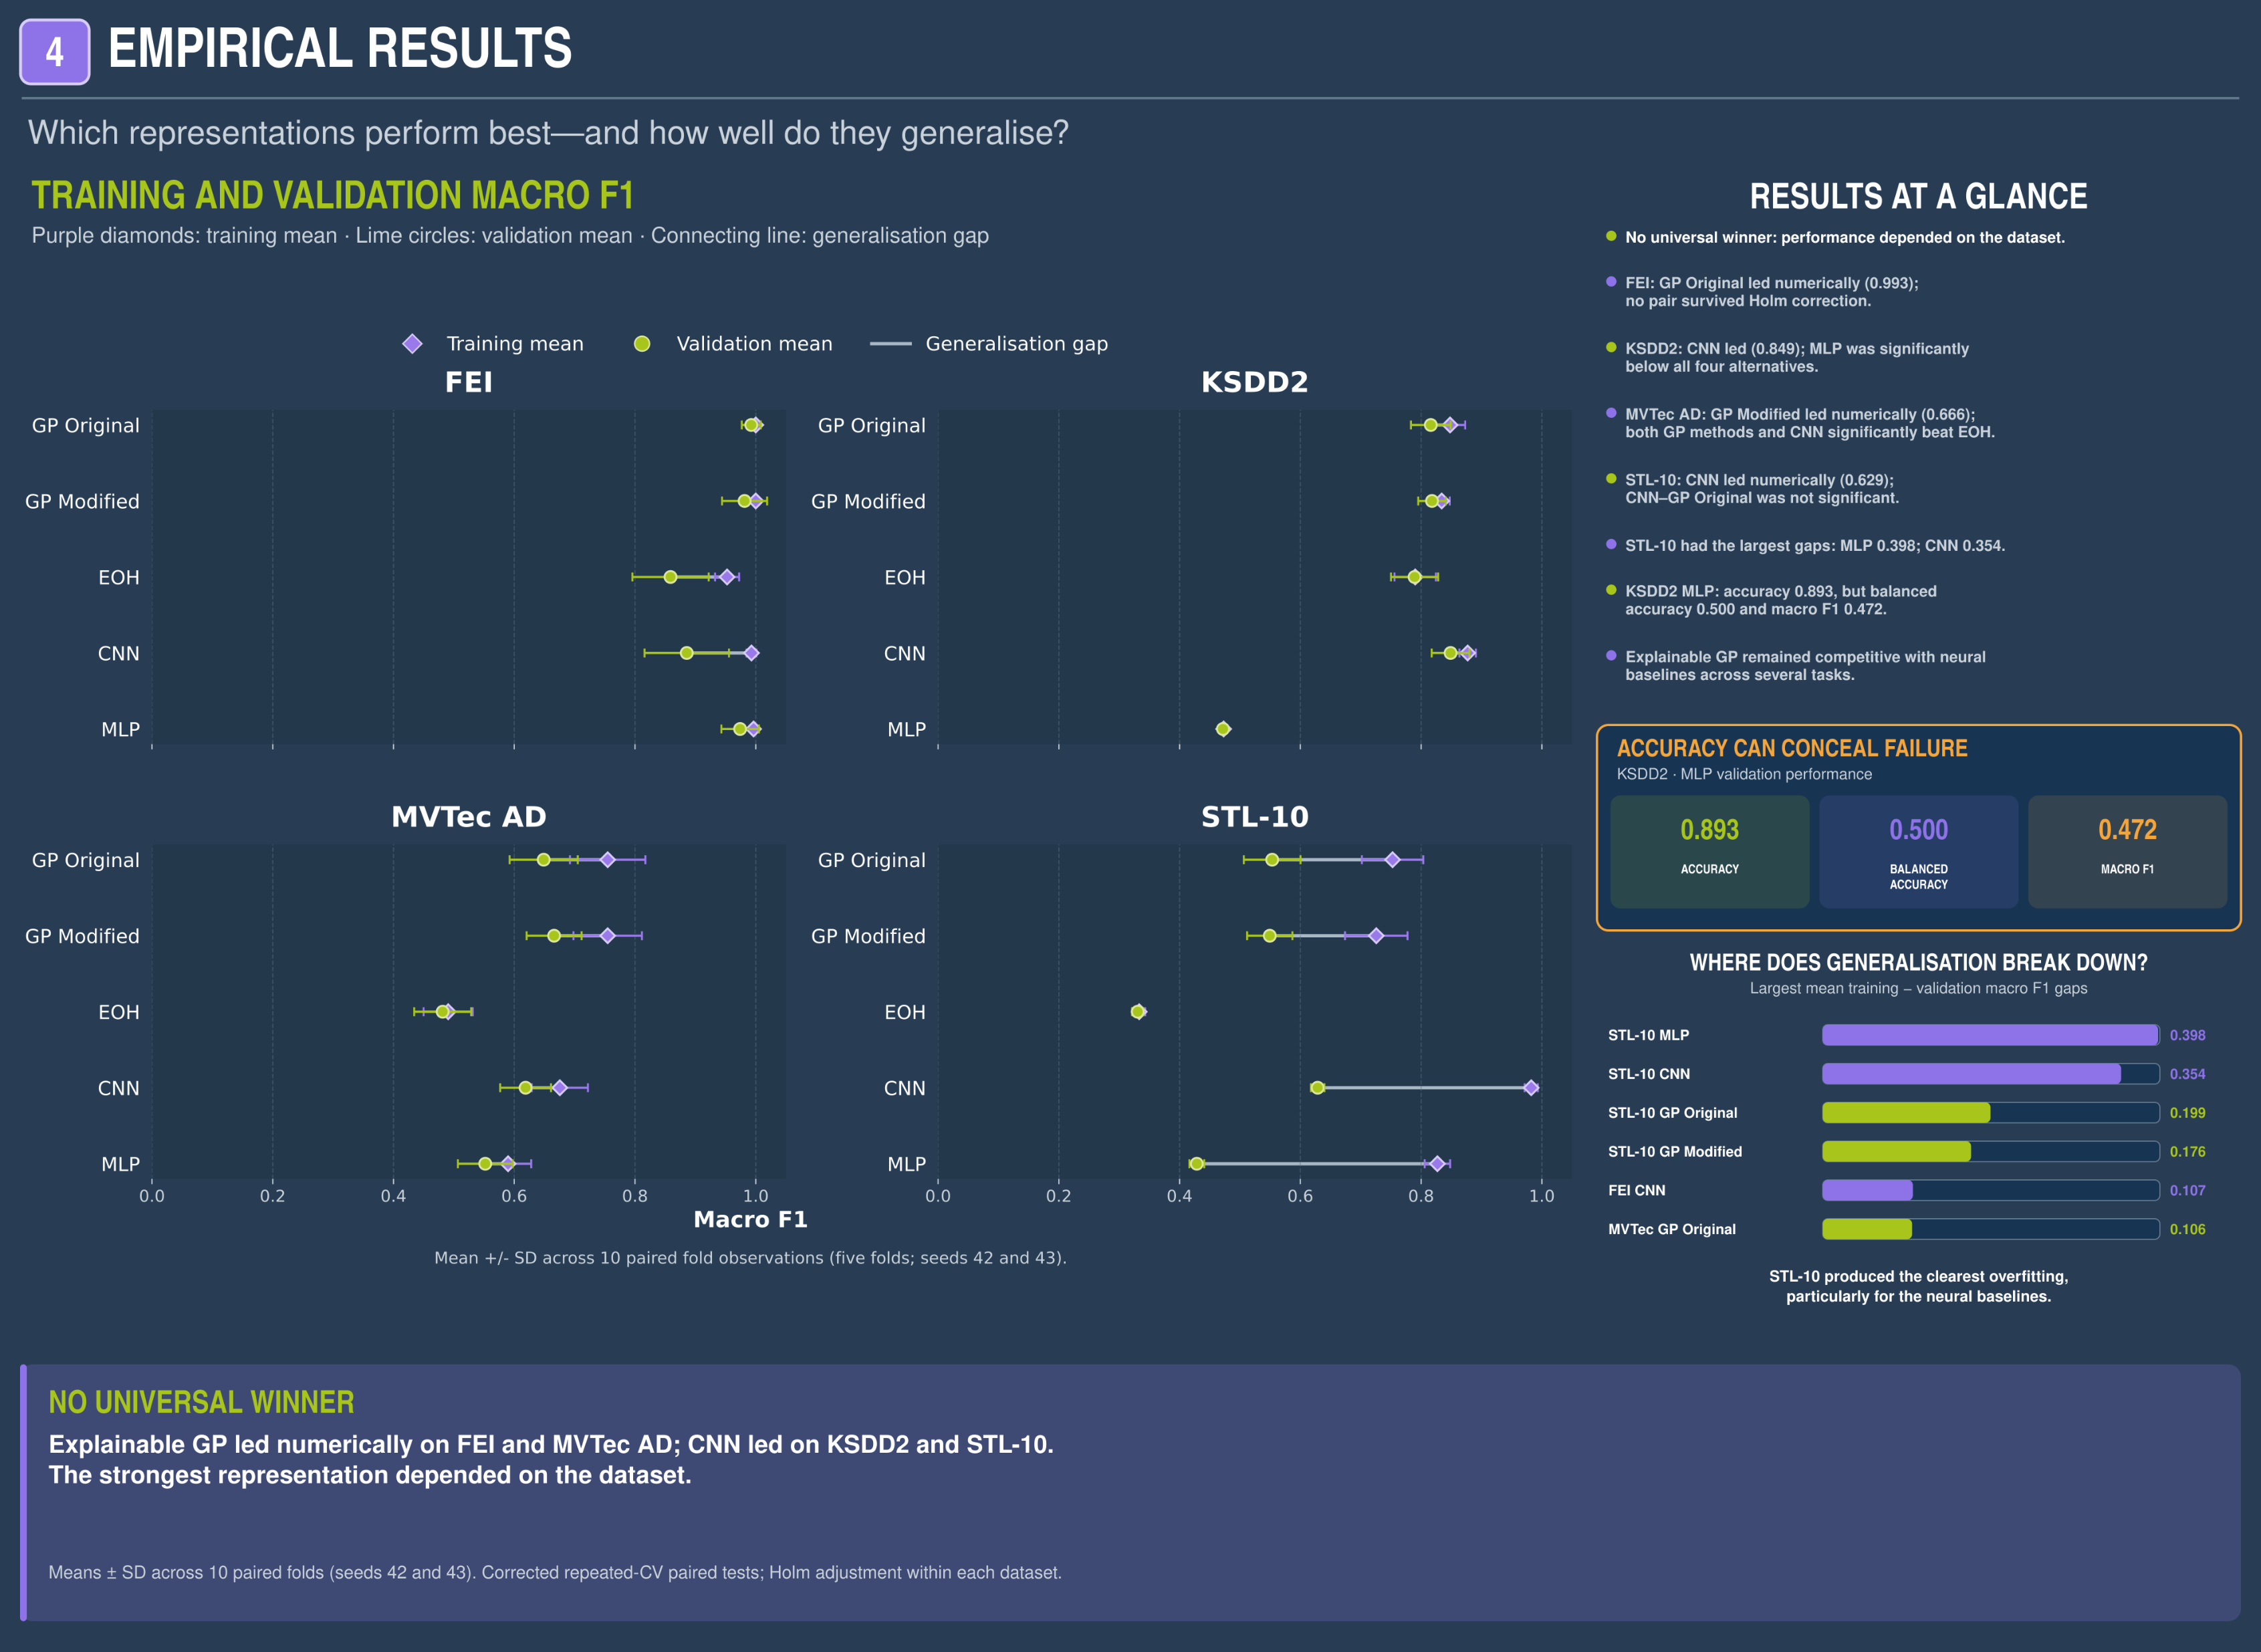 4
EMPIRICAL RESULTS
Which representations perform best—and how well do they generalise?
TRAINING AND VALIDATION MACRO F1
Purple diamonds: training mean · Lime circles: validation mean · Connecting line: generalisation gap
Training mean
Validation mean
Generalisation gap
FEI
GP Original
GP Modified
EOH
CNN
MLP
KSDD2
GP Original
GP Modified
EOH
CNN
MLP
MVTec AD
GP Original
GP Modified
EOH
CNN
MLP
0.0 0.2 0.4 0.6 0.8 1.0
STL-10
GP Original
GP Modified
EOH
CNN
MLP
0.0 0.2 0.4 0.6 0.8 1.0
Macro F1
Mean +/- SD across 10 paired fold observations (five folds; seeds 42 and 43).
RESULTS AT A GLANCE
No universal winner: performance depended on the dataset.
FEI: GP Original led numerically (0.993);
no pair survived Holm correction.
KSDD2: CNN led (0.849); MLP was significantly
below all four alternatives.
MVTec AD: GP Modified led numerically (0.666);
both GP methods and CNN significantly beat EOH.
STL-10: CNN led numerically (0.629);
CNN–GP Original was not significant.
STL-10 had the largest gaps: MLP 0.398; CNN 0.354.
KSDD2 MLP: accuracy 0.893, but balanced
accuracy 0.500 and macro F1 0.472.
Explainable GP remained competitive with neural
baselines across several tasks.
ACCURACY CAN CONCEAL FAILURE
KSDD2 · MLP validation performance
0.893
ACCURACY
0.500
BALANCED
ACCURACY
0.472
MACRO F1
WHERE DOES GENERALISATION BREAK DOWN?
Largest mean training – validation macro F1 gaps
STL-10 MLP 0.398
STL-10 CNN 0.354
STL-10 GP Original 0.199
STL-10 GP Modified 0.176
FEI CNN 0.107
MVTec GP Original 0.106
STL-10 produced the clearest overfitting,
particularly for the neural baselines.
NO UNIVERSAL WINNER
Explainable GP led numerically on FEI and MVTec AD; CNN led on KSDD2 and STL-10.
The strongest representation depended on the dataset.
Means ± SD across 10 paired folds (seeds 42 and 43). Corrected repeated-CV paired tests; Holm adjustment within each dataset.